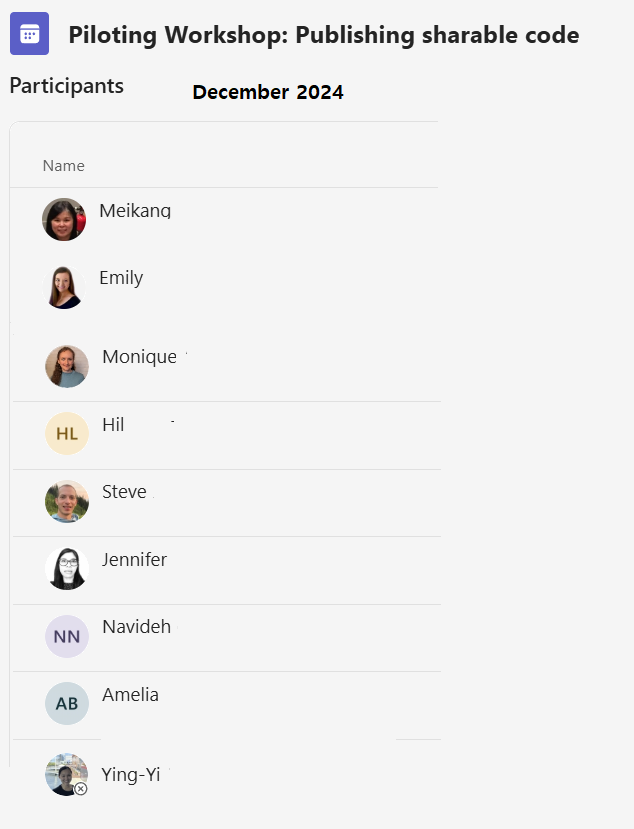 Piloting Workshop: Publishing sharable code
Participants
December 2024
Name
Meikang
Emily
Monique
HL Hil
Steve
Jennifer
NN Navideh
AB Amelia
Ying-Yi